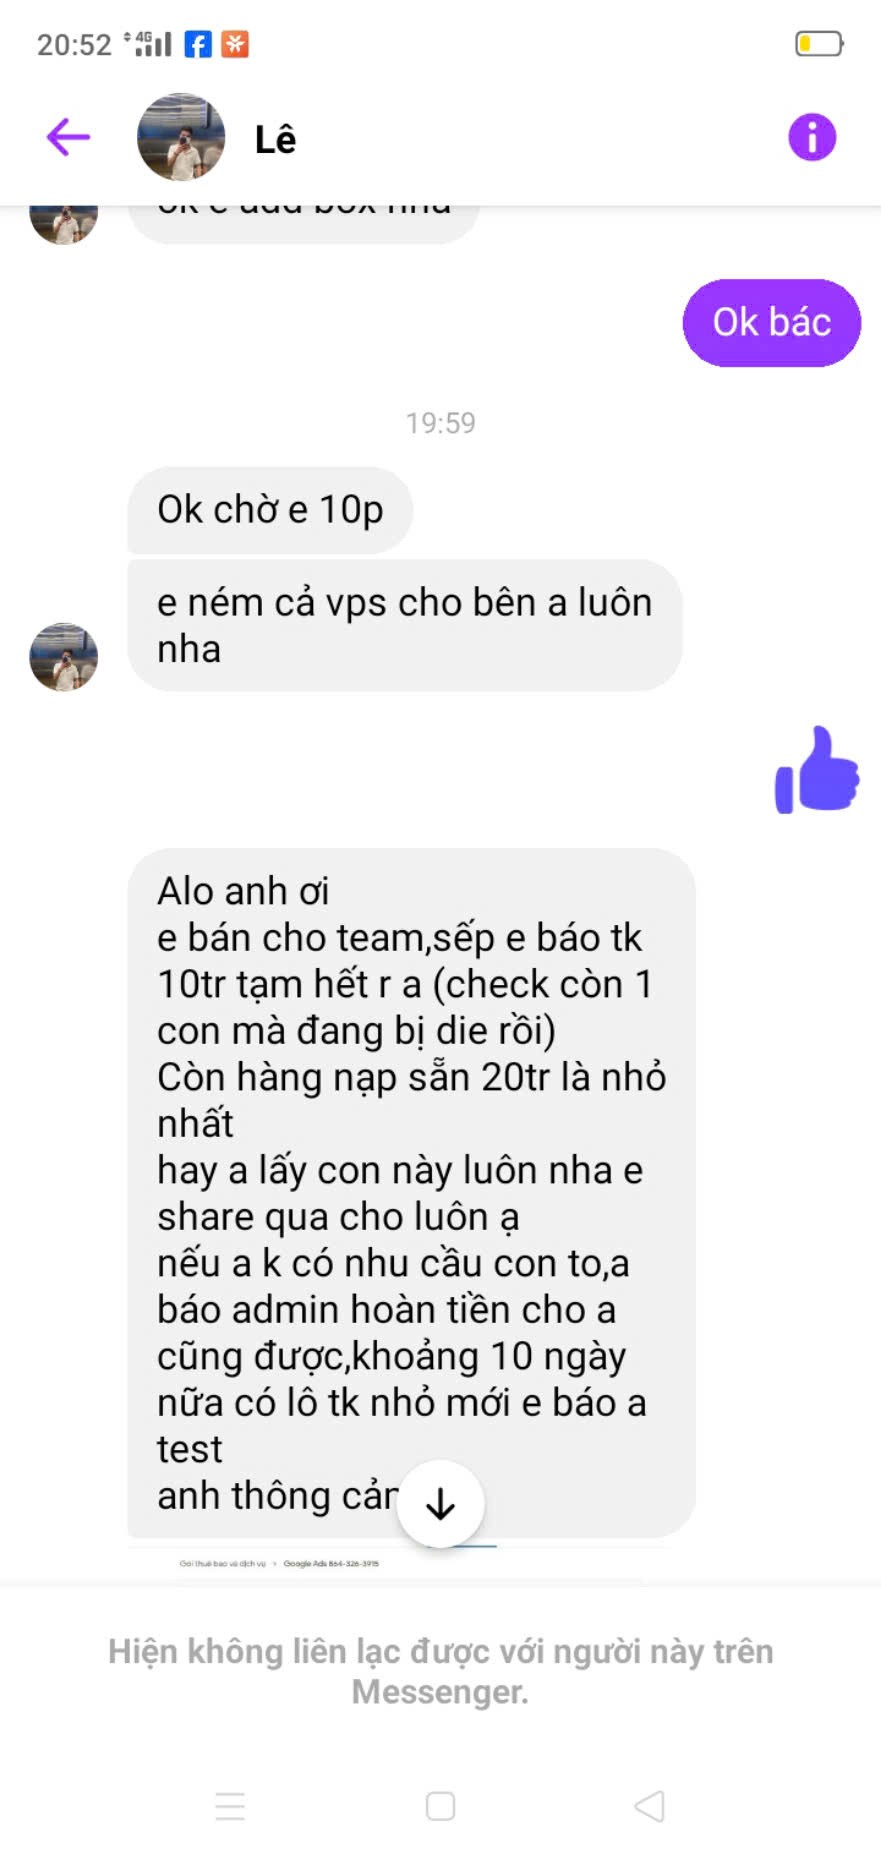 20:52
4G
Lê
ok e add box nha
Ok bác
19:59
Ok chờ e 10p
e ném cả vps cho bên a luôn
nha
Alo anh ơi
e bán cho team,sếp e báo tk
10tr tạm hết r a (check còn 1
con mà đang bị die rồi)
Còn hàng nạp sẵn 20tr là nhỏ
nhất
hay a lấy con này luôn nha e
share qua cho luôn ạ
nếu a k có nhu cầu con to,a
báo admin hoàn tiền cho a
cũng được,khoảng 10 ngày
nữa có lô tk nhỏ mới e báo a
test
anh thông
Gói thuê bao và dịch vụ > Google Ads 864-326-3915
Hiện không liên lạc được với người này trên
Messenger.